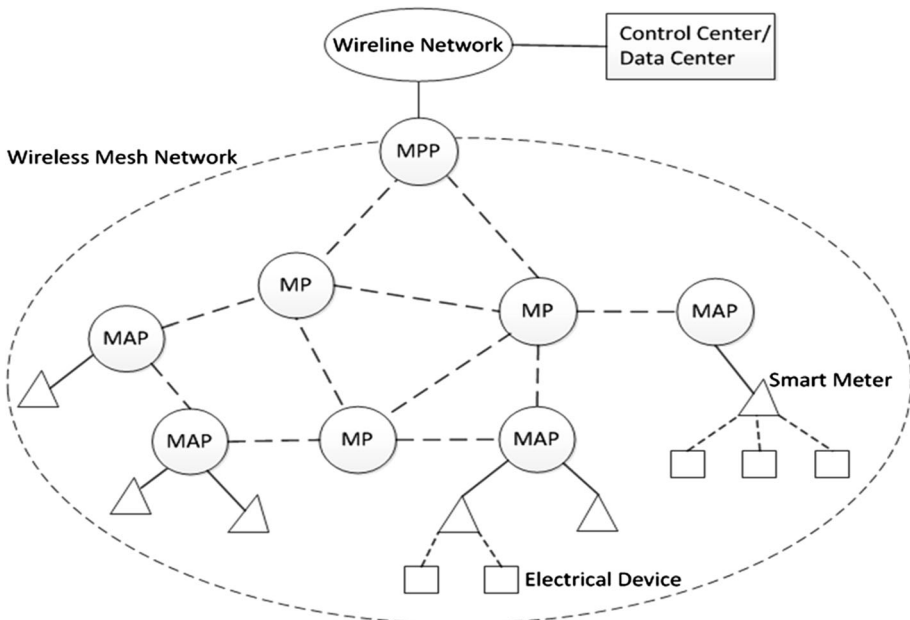 Wireline Network
Control Center/
Data Center
MPP
Wireless Mesh Network
MP
MP
MAP
MAP
Smart Meter
MAP
MP
MAP
Electrical Device